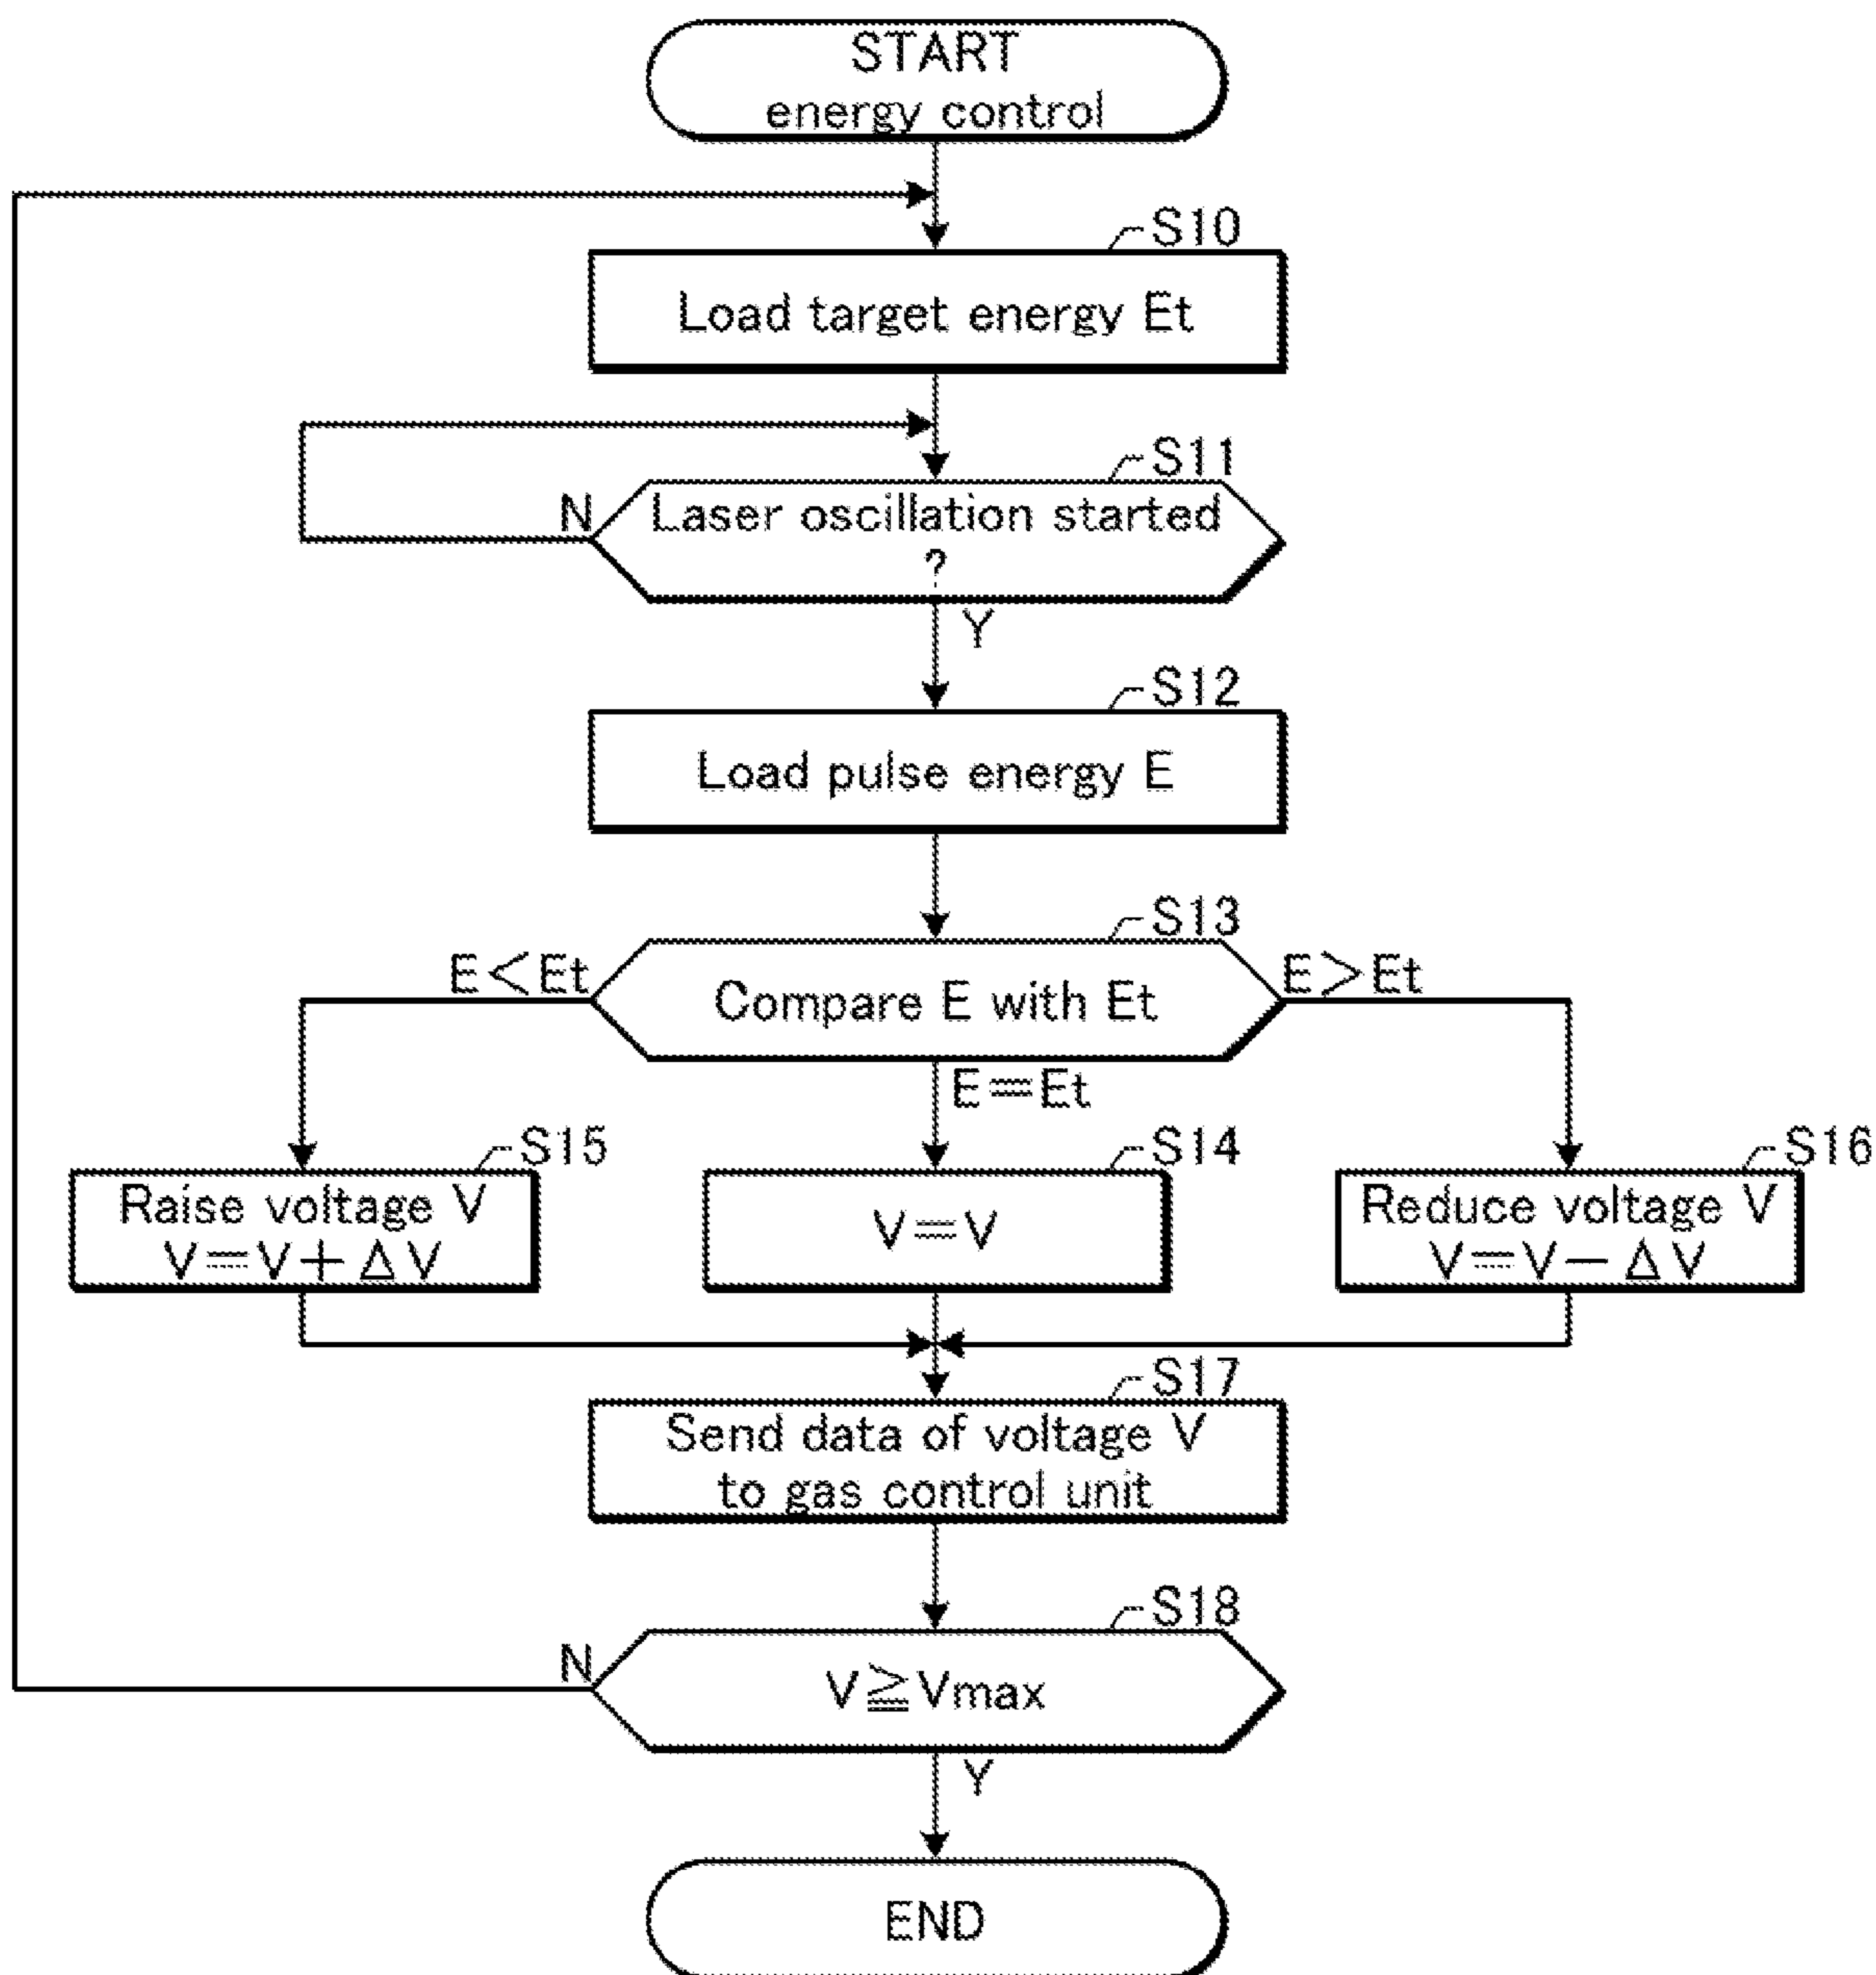 START
energy control
S10
Load target energy Et
S11
N
Laser oscillation started
?
Y
S12
Load pulse energy E
S13
E<Et
Compare E with Et
E>Et
E=Et
S15
Raise voltage V
V=V+ΔV
S14
V=V
S16
Reduce voltage V
V=V-ΔV
S17
Send data of voltage V
to gas control unit
S18
N
V≧Vmax
Y
END